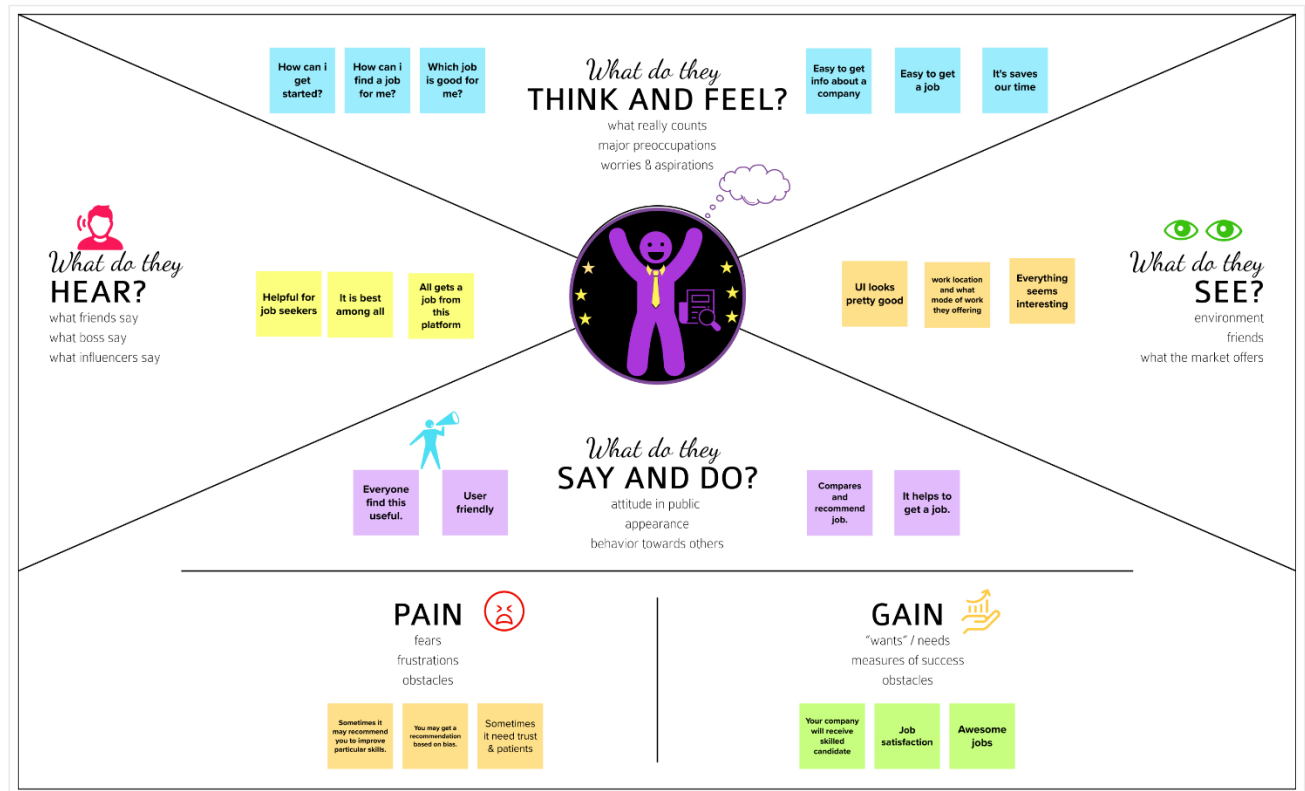 How can i
get
started?
How can i
find a job
for me?
Which job
is good for
me?
What do they
THINK AND FEEL?
what really counts
major preoccupations
worries & aspirations
Easy to get
info about a
company
Easy to get
a job
It's saves
our time
What do they
HEAR?
what friends say
what boss say
what influencers say
Helpful for
job seekers
It is best
among all
All gets a
job from
this
platform
UI looks
pretty good
work location
and what
mode of work
they offering
Everything
seems
interesting
What do they
SEE?
environment
friends
what the market offers
Everyone
find this
useful.
User
friendly
What do they
SAY AND DO?
attitude in public
appearance
behavior towards others
Compares
and
recommend
job.
It helps to
get a job.
PAIN
fears
frustrations
obstacles
Sometimes it
may recommend
you to improve
particular skills.
You may get a
recommendation
based on bias.
Sometimes
it need trust
& patients
GAIN
"wants" / needs
measures of success
obstacles
Your company
will receive
skilled
candidate
Job
satisfaction
Awesome
jobs